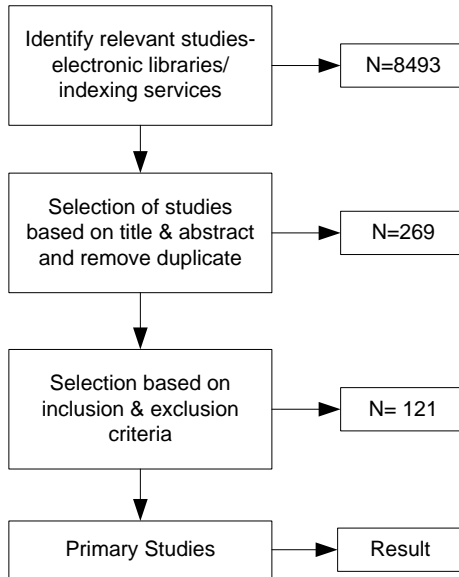 Identify relevant studies-
electronic libraries/
indexing services
N=8493
Selection of studies
based on title & abstract
and remove duplicate
N=269
Selection based on
inclusion & exclusion
criteria
N= 121
Primary Studies
Result